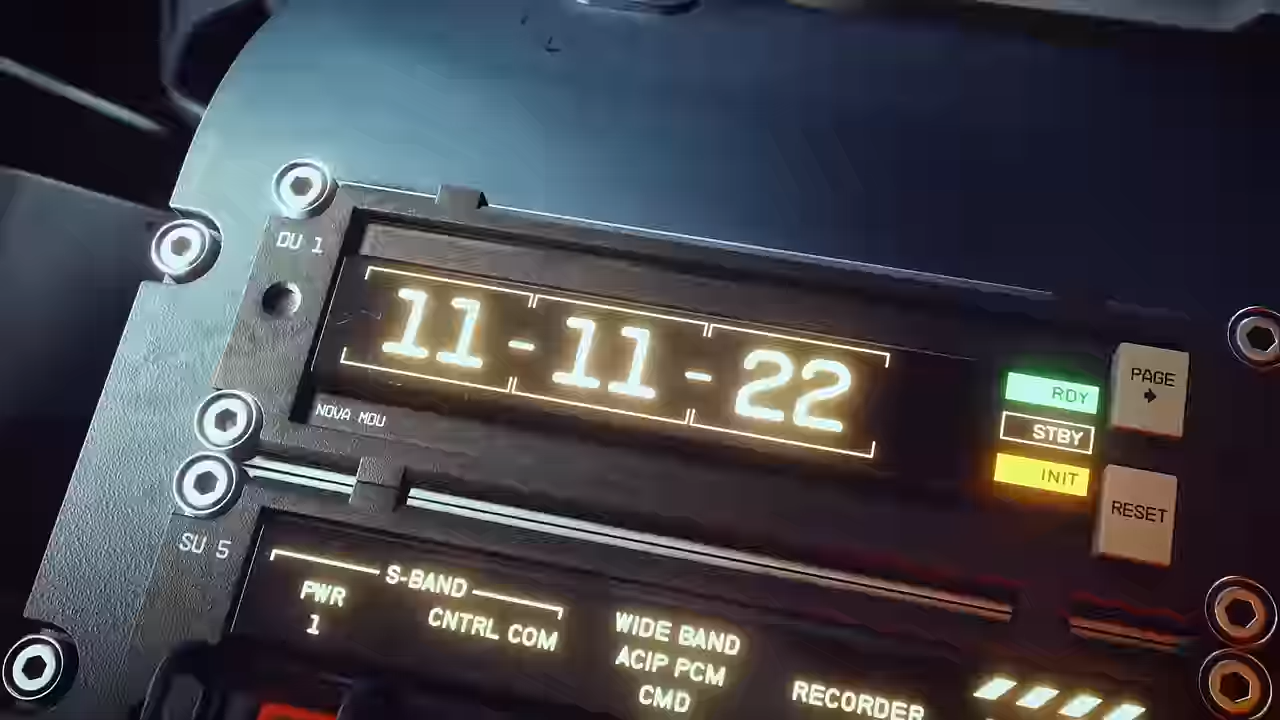 DU 1
11-11-22
RDY
STBY
INIT
PAGE
RESET
NOVA MDU
SU 5
S-BAND
PWR
1
CNTRL COM
WIDE BAND
ACIP PCM
CMD
RECORDER